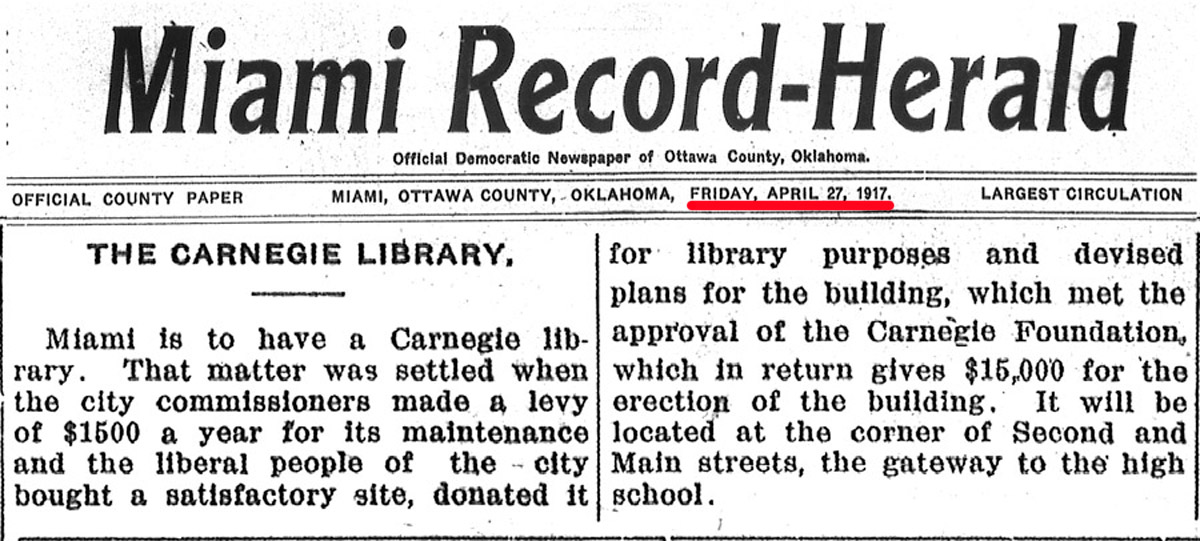 Miami Record-Herald
Official Democratic Newspaper of Ottawa County, Oklahoma.
OFFICIAL COUNTY PAPER MIAMI, OTTAWA COUNTY, OKLAHOMA, FRIDAY, APRIL 27, 1917, LARGEST CIRCULATION
THE CARNEGIE LIBRARY.
Miami is to have a Carnegie lib-
rary. That matter was settled when
the city commissioners made a levy
of $1500 a year for its maintenance
and the liberal people of the city
bought a satisfactory site, donated it
for library purposes and devised
plans for the building, which met the
approval of the Carnegie Foundation,
which in return gives $15,000 for the
erection of the building. It will be
located at the corner of Second and
Main streets, the gateway to the high
school.